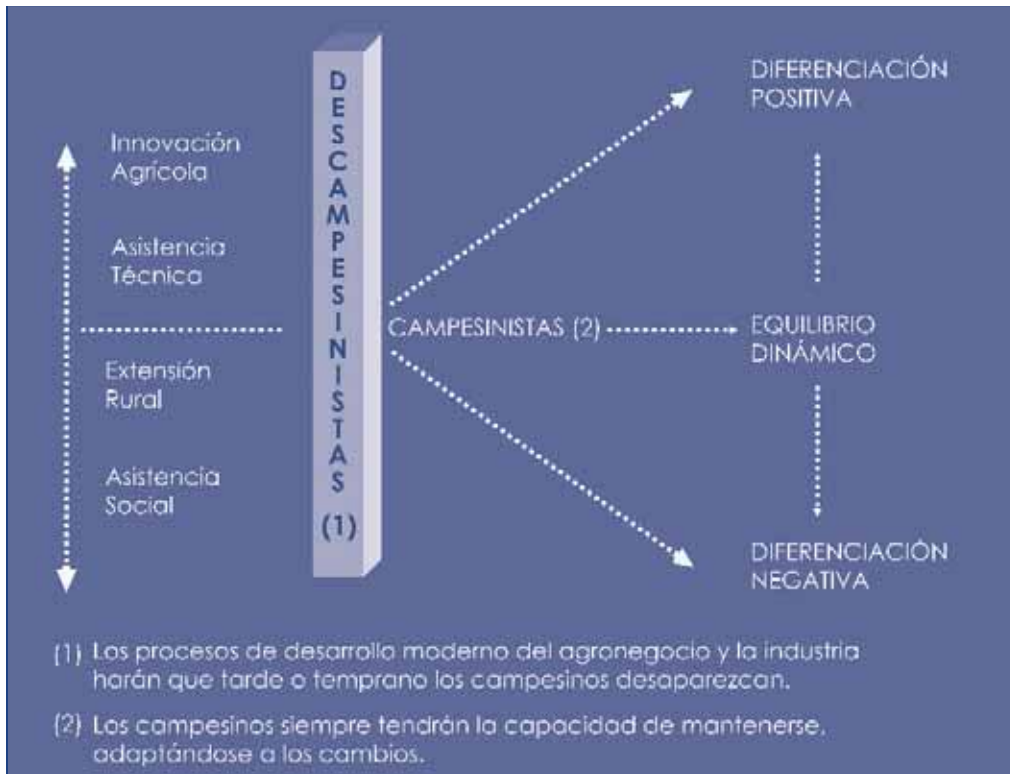 Innovación
Agrícola
Asistencia
Técnica
Extensión
Rural
Asistencia
Social
DESCAMPESINISTAS (1)
CAMPESINISTAS (2)
DIFERENCIACIÓN
POSITIVA
EQUILIBRIO
DINÁMICO
DIFERENCIACIÓN
NEGATIVA
(1) Los procesos de desarrollo moderno del agronegocio y la industria
harán que tarde o temprano los campesinos desaparezcan.
(2) Los campesinos siempre tendrán la capacidad de mantenerse,
adaptándose a los cambios.